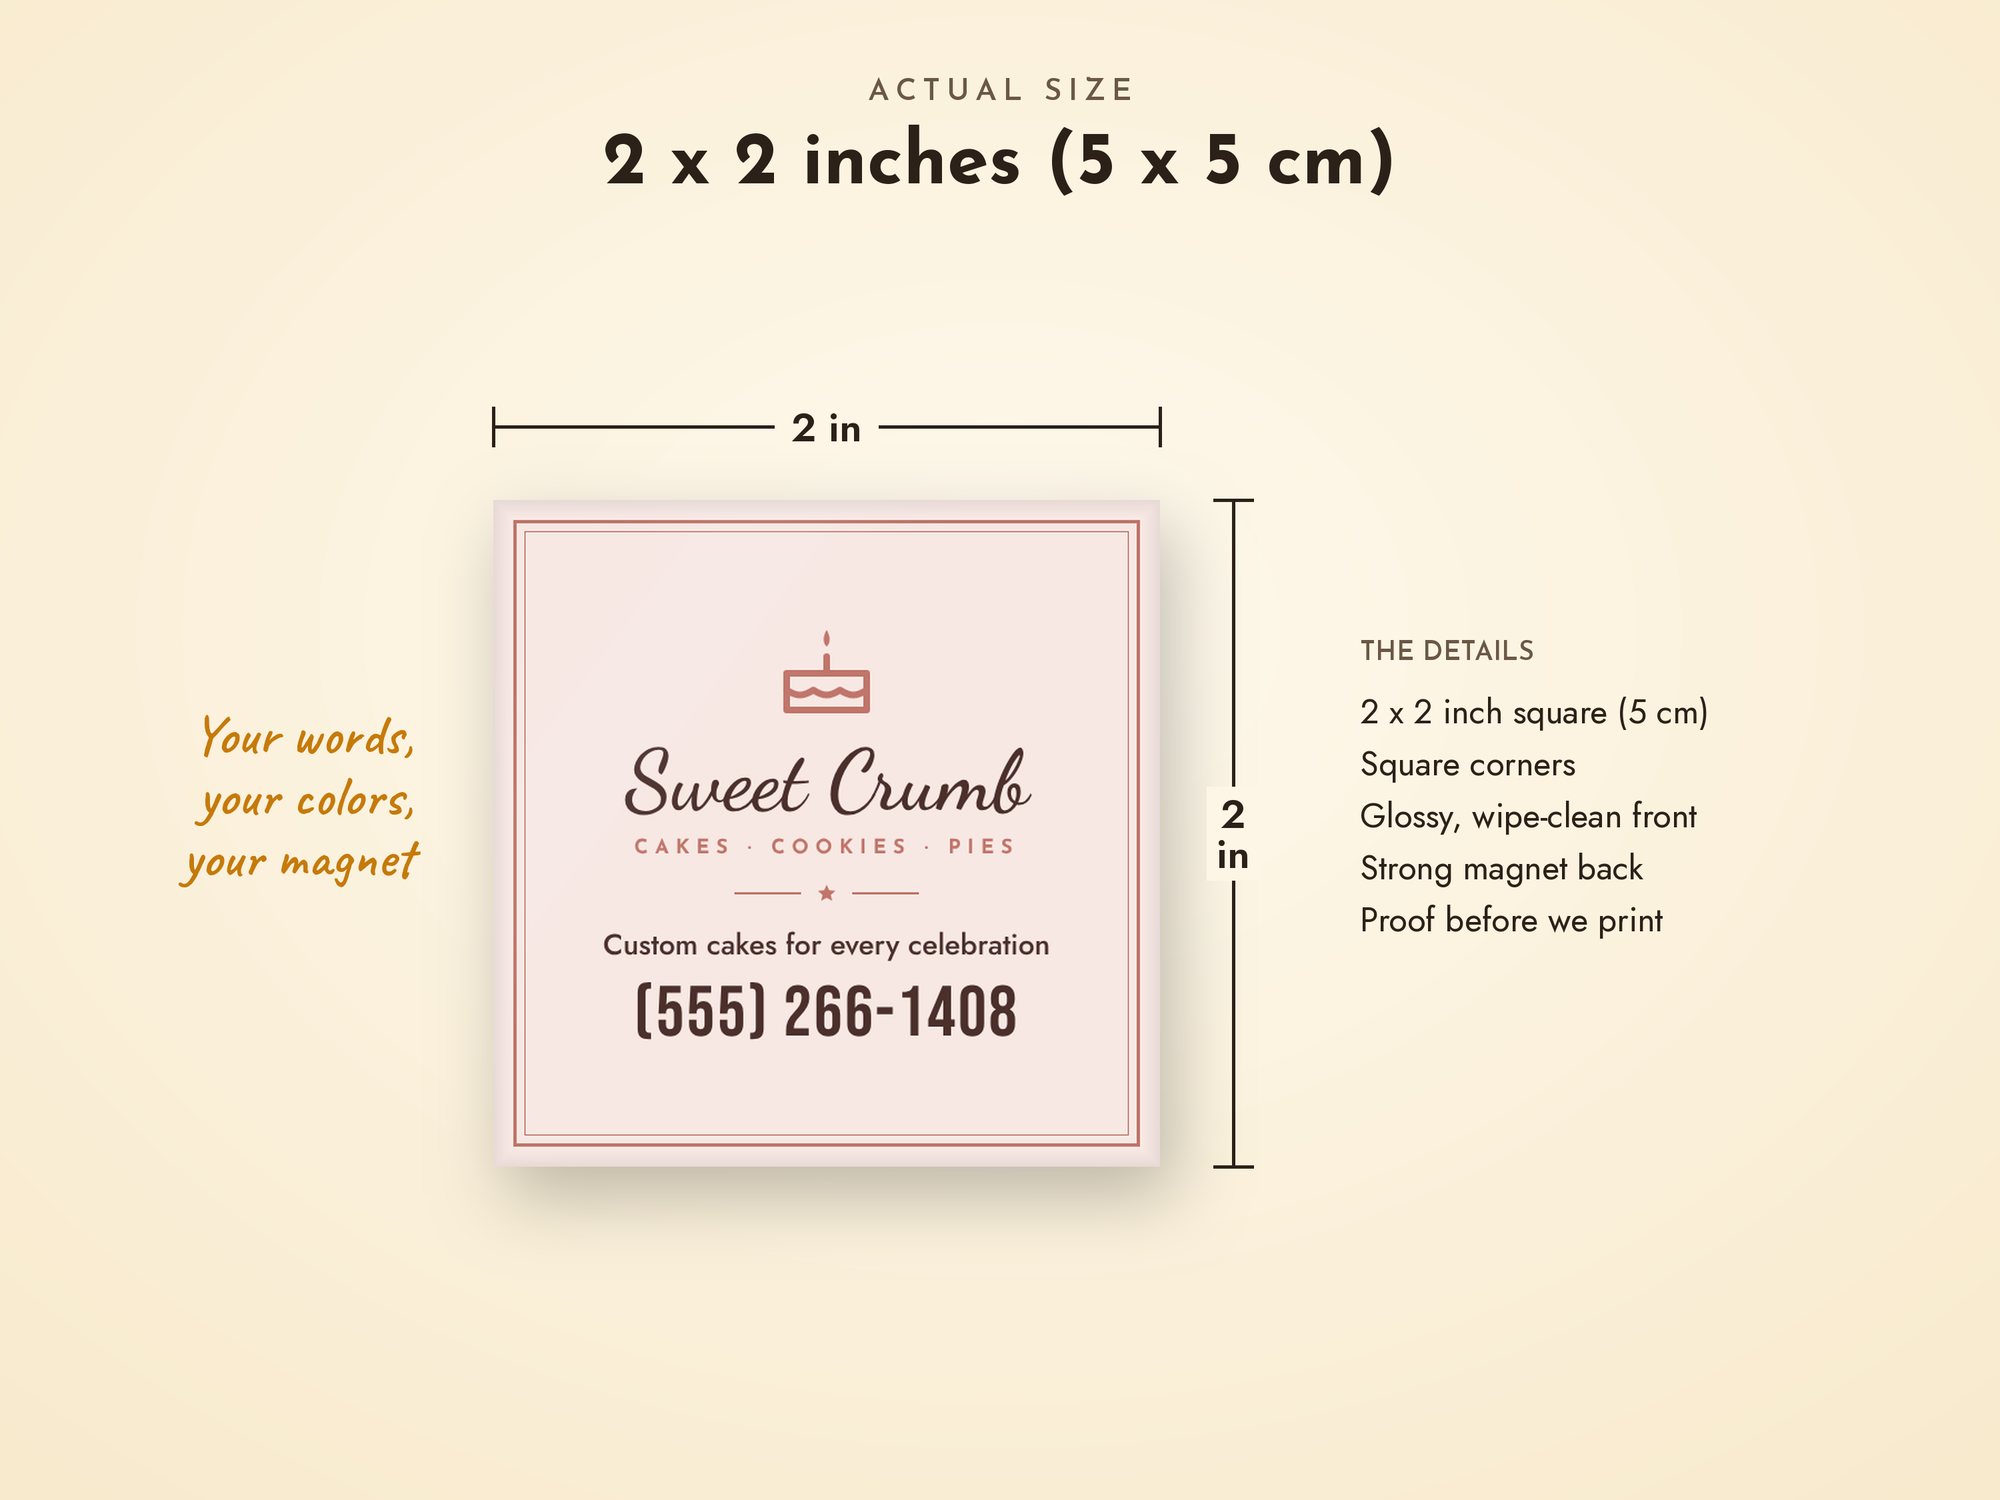 ACTUAL SIZE
2 x 2 inches (5 x 5 cm)
2 in
Your words,
your colors,
your magnet
Sweet Crumb
CAKES · COOKIES · PIES
Custom cakes for every celebration
(555) 266-1408
2
in
THE DETAILS
2 x 2 inch square (5 cm)
Square corners
Glossy, wipe-clean front
Strong magnet back
Proof before we print